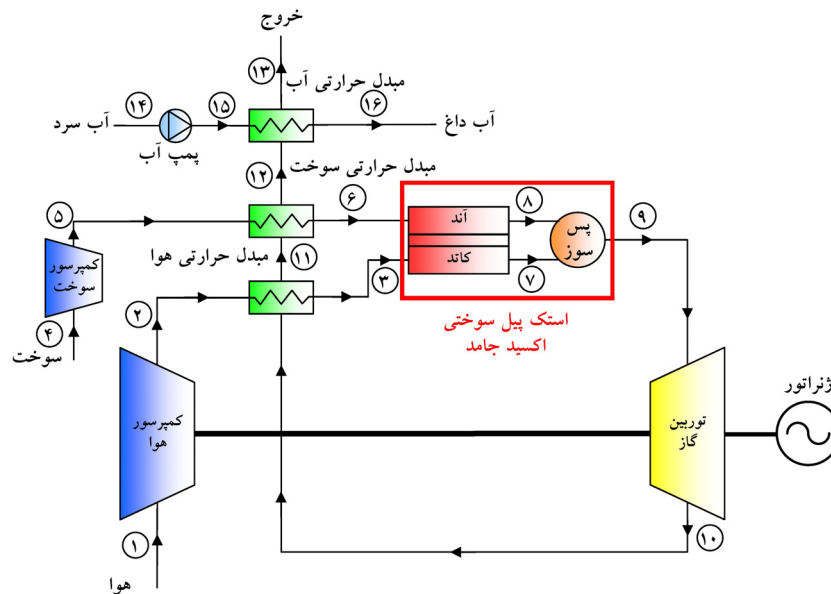 خروج
۱۳
مبدل حرارتی آب
۱۴
۱۵
۱۶
آب سرد
آب داغ
پمپ آب
۱۲
مبدل حرارتی سوخت
۵
۶
۸
۹
آند
پس
سوز
کمپرسور
سوخت
مبدل حرارتی هوا
۱۱
کاتد
۳
۷
۲
۴
سوخت
استک پیل سوختی
اکسید جامد
ژنراتور
کمپرسور
هوا
توربین
گاز
۱
۱۰
هوا